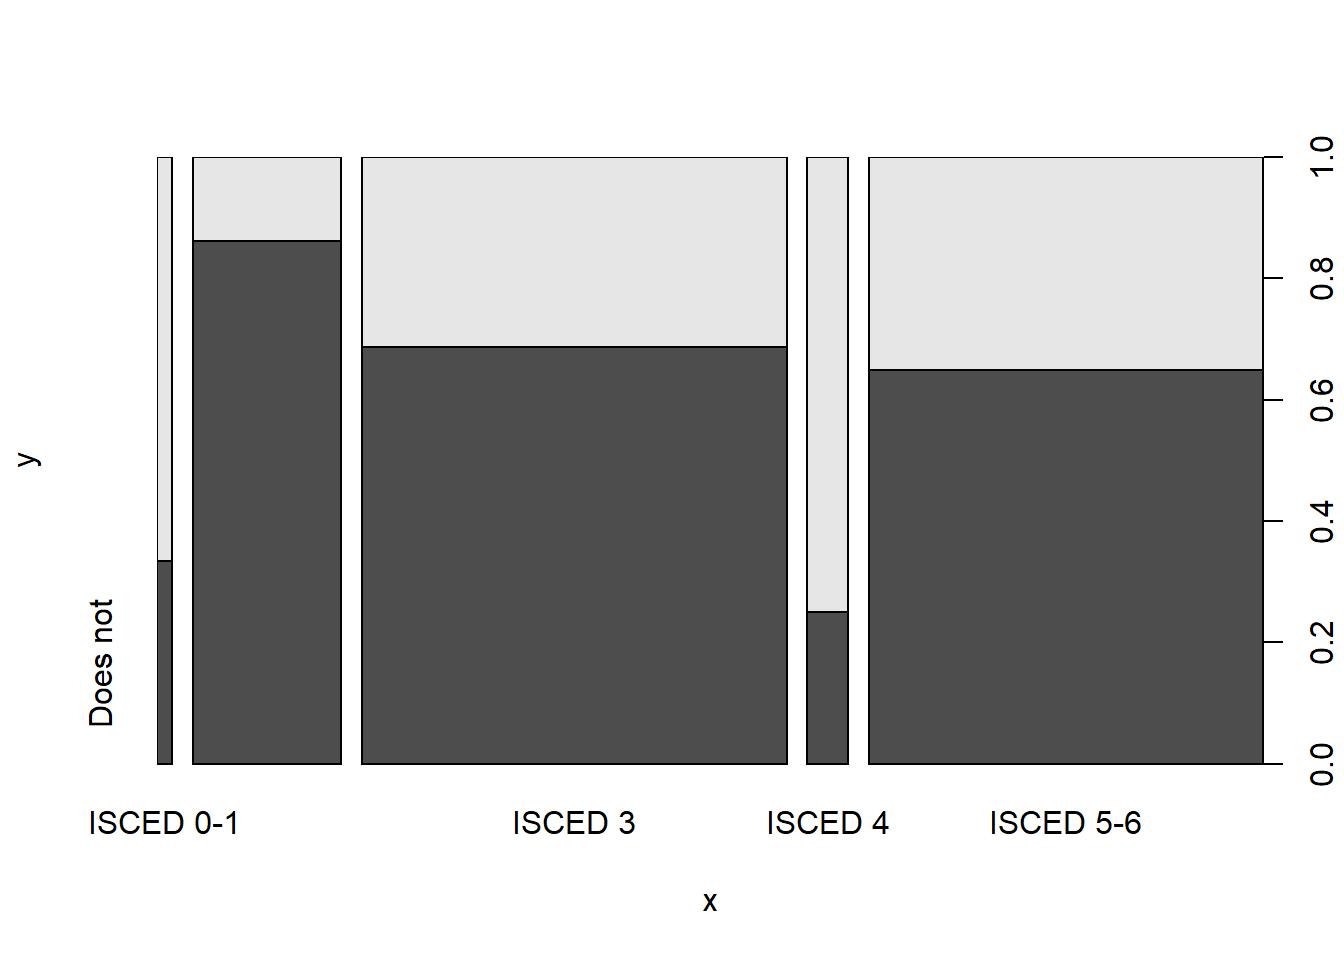 y
Does not
ISCED 0-1
ISCED 3
ISCED 4
ISCED 5-6
x
0.0
0.2
0.4
0.6
0.8
1.0